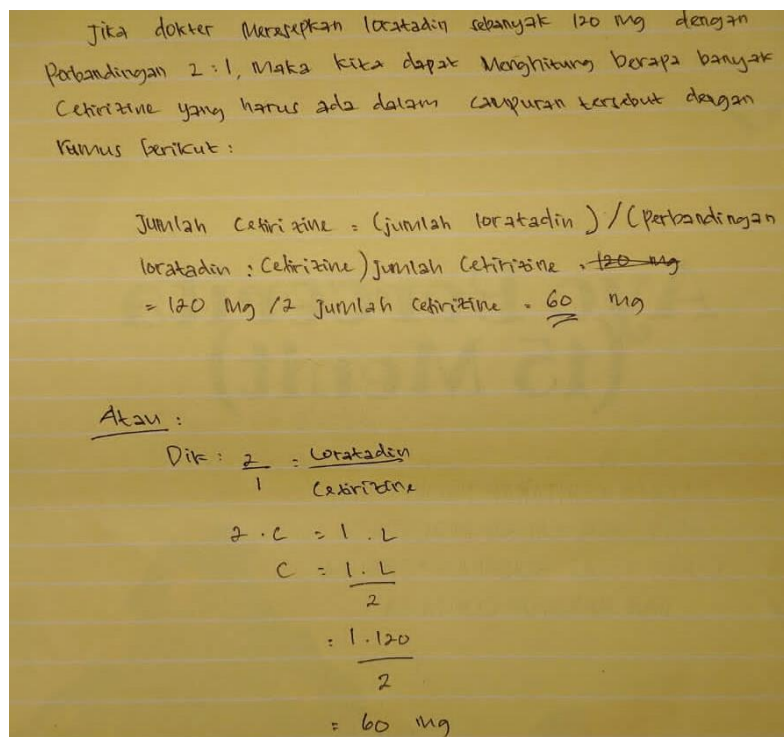 Jika dokter Meresepkan loratadin sebanyak 120 mg dengan
Perbandingan 2:1, Maka kita dapat Menghitung berapa banyak
Cetirizine yang harus ada dalam campuran tersebut dengan
rumus berikut :
Jumlah Cetirizine = (jumlah loratadin) / (perbandingan
loratadin : Cetirizine) jumlah Cetirizine = 120 mg
= 120 mg /2 jumlah Cetirizine = 60 mg
(15 Menit)
Atau :
Dik : 2/1 = Loratadin/Cetirizine
2 . C = 1 . L
C = 1 . L / 2
= 1 . 120 / 2
= 60 mg